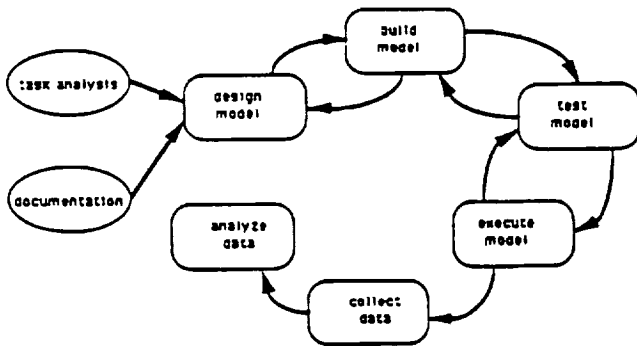 build
model
task analysis
design
model
test
model
documentation
analyze
data
execute
model
collect
data